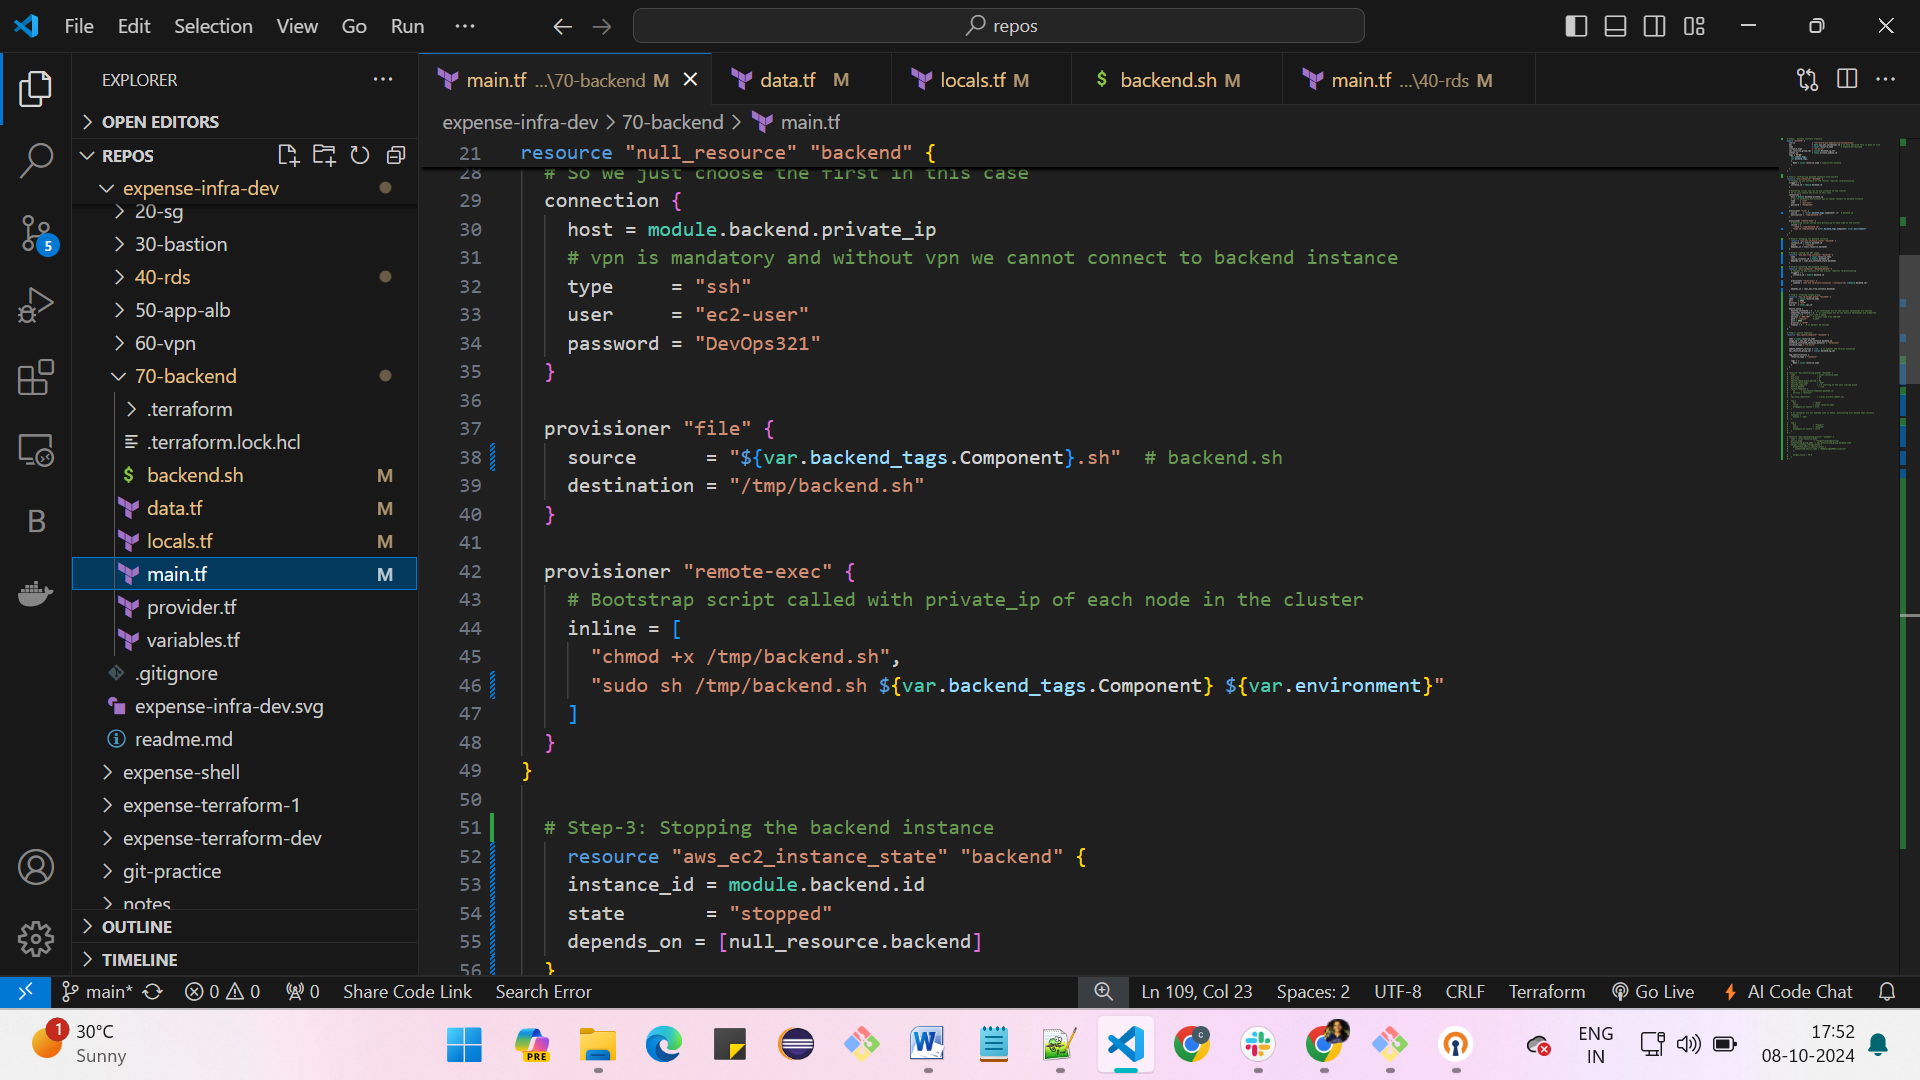 File Edit Selection View Go Run ··· repos
EXPLORER ···
OPEN EDITORS
REPOS
expense-infra-dev
20-sg
30-bastion
40-rds
50-app-alb
60-vpn
70-backend
.terraform
.terraform.lock.hcl
$ backend.sh M
data.tf M
locals.tf M
main.tf M
provider.tf
variables.tf
.gitignore
expense-infra-dev.svg
readme.md
expense-shell
expense-terraform-1
expense-terraform-dev
git-practice
notes
OUTLINE
TIMELINE
5
B
main.tf ...\70-backend M
data.tf M
locals.tf M
$ backend.sh M
main.tf ...\40-rds M
expense-infra-dev > 70-backend > main.tf
21 resource "null_resource" "backend" {
28 # So we just choose the first in this case
29 connection {
30 host = module.backend.private_ip
31 # vpn is mandatory and without vpn we cannot connect to backend instance
32 type = "ssh"
33 user = "ec2-user"
34 password = "DevOps321"
35 }
36
37 provisioner "file" {
38 source = "${var.backend_tags.Component}.sh" # backend.sh
39 destination = "/tmp/backend.sh"
40 }
41
42 provisioner "remote-exec" {
43 # Bootstrap script called with private_ip of each node in the cluster
44 inline = [
45 "chmod +x /tmp/backend.sh",
46 "sudo sh /tmp/backend.sh ${var.backend_tags.Component} ${var.environment}"
47 ]
48 }
49 }
50
51 # Step-3: Stopping the backend instance
52 resource "aws_ec2_instance_state" "backend" {
53 instance_id = module.backend.id
54 state = "stopped"
55 depends_on = [null_resource.backend]
56 }
main* 0 0 0 Share Code Link Search Error Ln 109, Col 23 Spaces: 2 UTF-8 CRLF Terraform Go Live AI Code Chat
1 30°C
Sunny
PRE
ENG
IN
17:52
08-10-2024